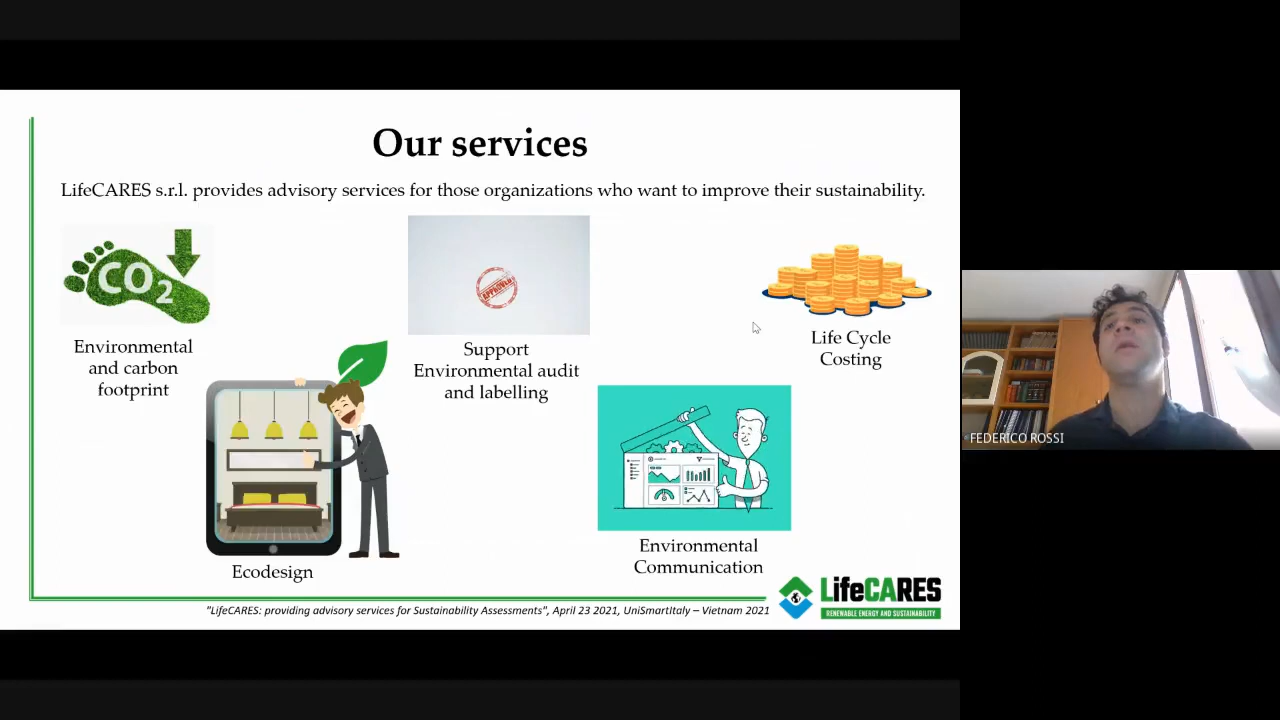 Our services
LifeCARES s.r.l. provides advisory services for those organizations who want to improve their sustainability.
CO2
Environmental
and carbon
footprint
APPROVED
Support
Environmental audit
and labelling
Life Cycle
Costing
Ecodesign
Environmental
Communication
LifeCARES
RENEWABLE ENERGY AND SUSTAINABILITY
"LifeCARES: providing advisory services for Sustainability Assessments", April 23 2021, UniSmartItaly – Vietnam 2021
FEDERICO ROSSI